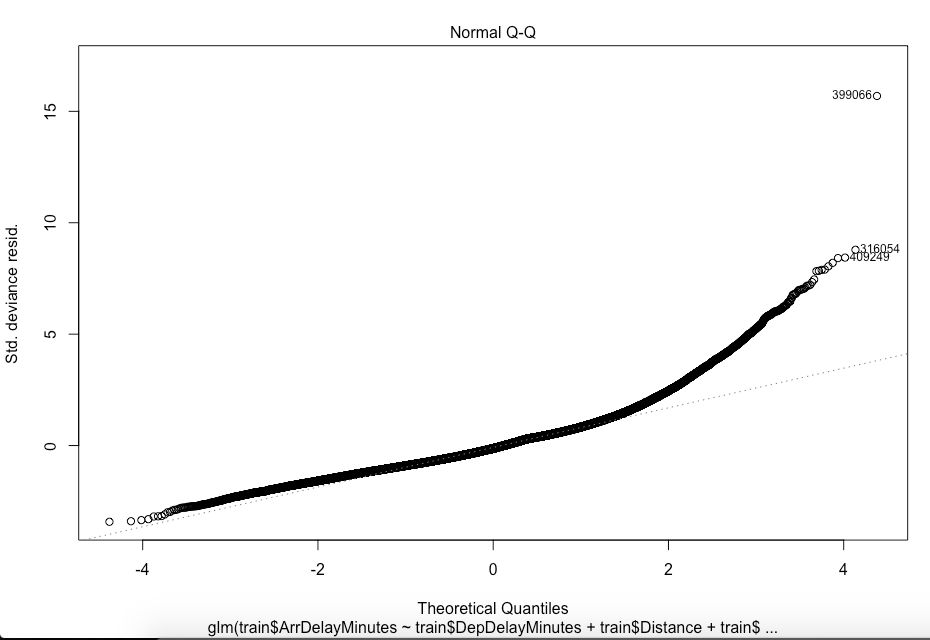 Normal Q-Q
Std. deviance resid.
15
10
5
0
399066
316054
409249
-4 -2 0 2 4
Theoretical Quantiles
glm(train$ArrDelayMinutes ~ train$DepDelayMinutes + train$Distance + train$ ...